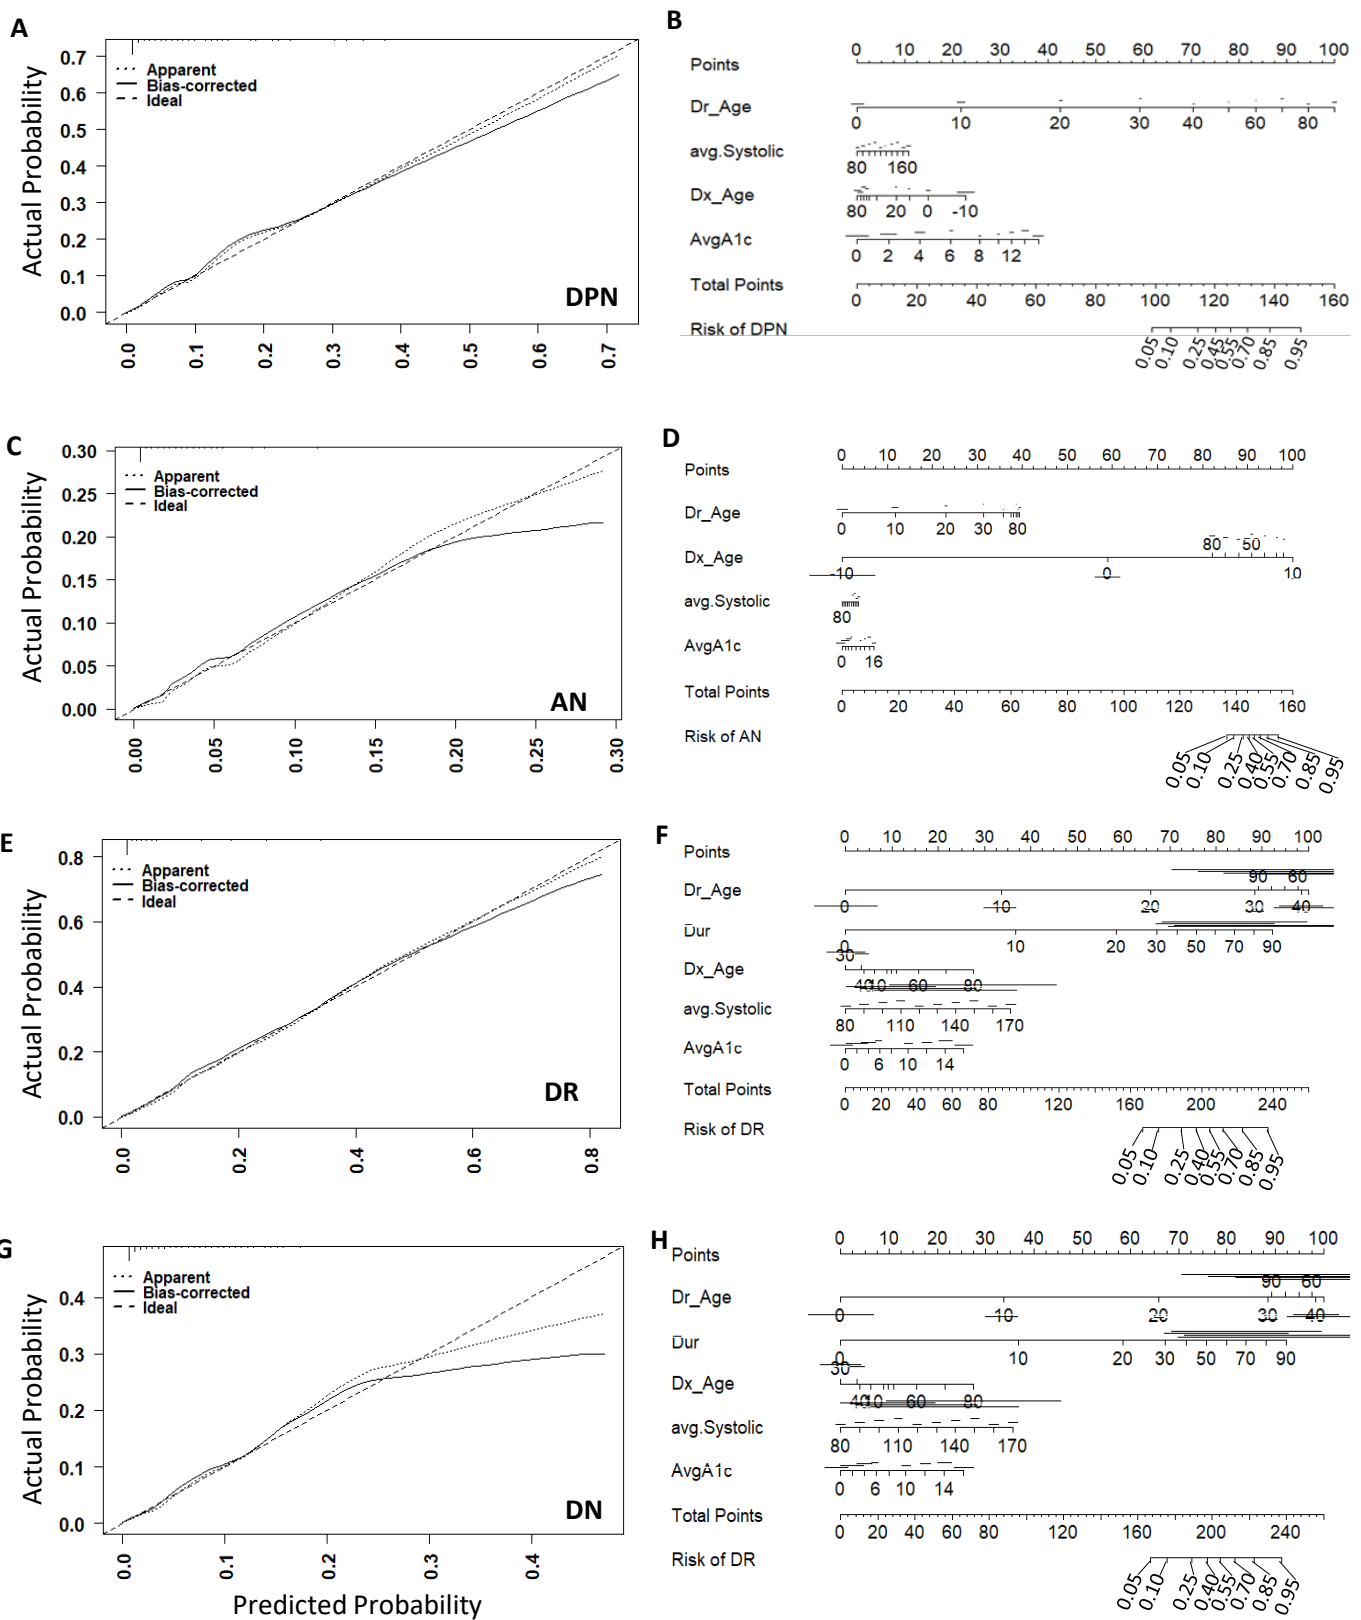 A
Actual Probability
0.7
0.6
0.5
0.4
0.3
0.2
0.1
0.0
Apparent
Bias-corrected
Ideal
DPN
0.0 0.1 0.2 0.3 0.4 0.5 0.6 0.7
B
Points 0 10 20 30 40 50 60 70 80 90 100
Dr_Age 0 10 20 30 40 50 60 80
avg.Systolic 80 160
Dx_Age 80 20 0 -10
AvgA1c 0 2 4 6 8 12
Total Points 0 20 40 60 80 100 120 140 160
Risk of DPN 0.05 0.10 0.25 0.45 0.55 0.70 0.85 0.95
C
Actual Probability
0.30
0.25
0.20
0.15
0.10
0.05
0.00
Apparent
Bias-corrected
Ideal
AN
0.00 0.05 0.10 0.15 0.20 0.25 0.30
D
Points 0 10 20 30 40 50 60 70 80 90 100
Dr_Age 0 10 20 30 80
Dx_Age 80 50
-10 0 10
avg.Systolic 80
AvgA1c 0 16
Total Points 0 20 40 60 80 100 120 140 160
Risk of AN 0.05 0.10 0.25 0.40 0.55 0.70 0.85 0.95
E
Actual Probability
0.8
0.6
0.4
0.2
0.0
Apparent
Bias-corrected
Ideal
DR
0.0 0.2 0.4 0.6 0.8
F
Points 0 10 20 30 40 50 60 70 80 90 100
Dr_Age 90 60
0 10 20 30 40
Dur 0 10 20 30 40 50 60 70 80 90
Dx_Age 30
40 10 60 80
avg.Systolic 80 110 140 170
AvgA1c 0 6 10 14
Total Points 0 20 40 60 80 120 160 200 240
Risk of DR 0.05 0.10 0.25 0.40 0.55 0.70 0.85 0.95
G
Actual Probability
0.4
0.3
0.2
0.1
0.0
Apparent
Bias-corrected
Ideal
DN
0.0 0.1 0.2 0.3 0.4
Predicted Probability
H
Points 0 10 20 30 40 50 60 70 80 90 100
Dr_Age 90 60
0 10 20 30 40
Dur 0 10 20 30 40 50 70 90
Dx_Age 30
40 10 60 80
avg.Systolic 80 110 140 170
AvgA1c 0 6 10 14
Total Points 0 20 40 60 80 120 160 200 240
Risk of DR 0.05 0.10 0.25 0.40 0.55 0.70 0.85 0.95